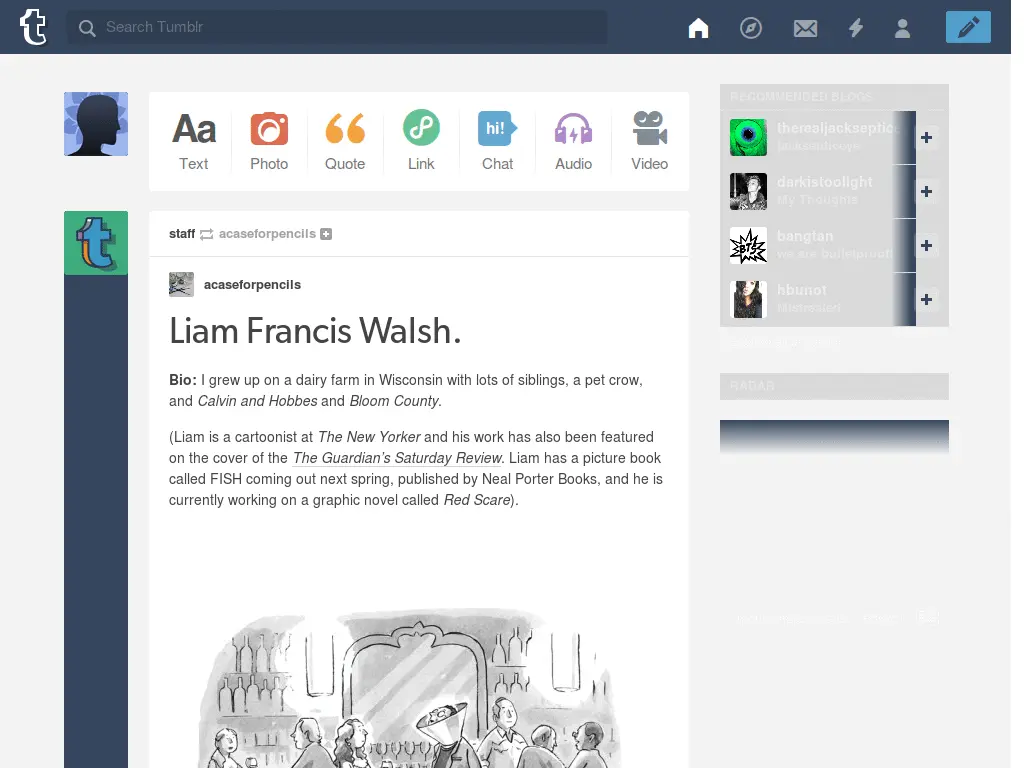 Search Tumblr
Aa
Text
Photo
Quote
Link
hi!
Chat
Audio
Video
staff acaseforpencils
acaseforpencils
Liam Francis Walsh.
Bio: I grew up on a dairy farm in Wisconsin with lots of siblings, a pet crow,
and Calvin and Hobbes and Bloom County.
(Liam is a cartoonist at The New Yorker and his work has also been featured
on the cover of the The Guardian’s Saturday Review. Liam has a picture book
called FISH coming out next spring, published by Neal Porter Books, and he is
currently working on a graphic novel called Red Scare).
RECOMMENDED BLOGS
therealjackseptice
Jacksepticeye
darkistoolight
My Thoughts
BTS
bangtan
we are bulletproof
hbunot
RADAR